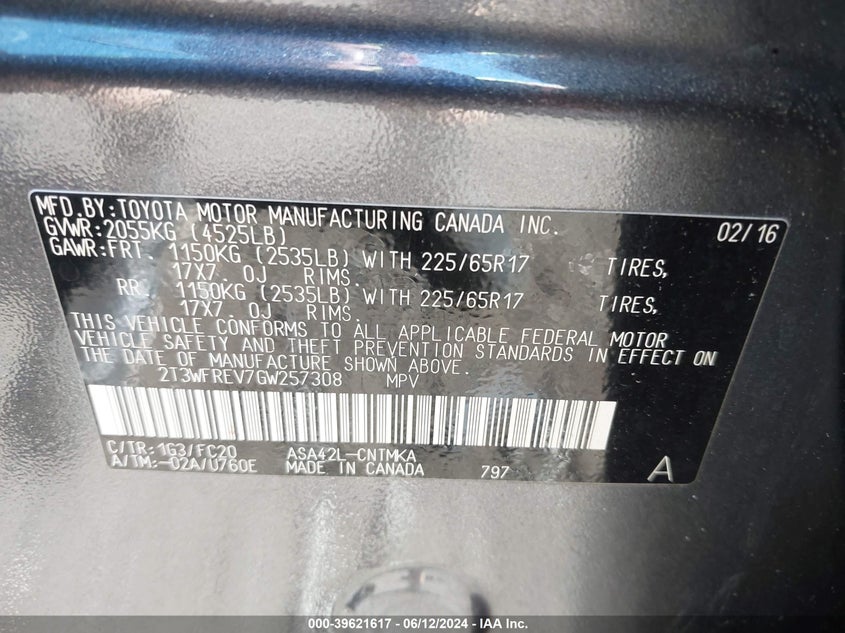 MFD.BY:TOYOTA MOTOR MANUFACTURING CANADA INC. 02/16
GVWR:2055KG (4525LB)
GAWR:FRT. 1150KG (2535LB) WITH 225/65R17 TIRES,
17X7.0J RIMS.
RR. 1150KG (2535LB) WITH 225/65R17 TIRES,
17X7.0J RIMS.
THIS VEHICLE CONFORMS TO ALL APPLICABLE FEDERAL MOTOR
VEHICLE SAFETY AND THEFT PREVENTION STANDARDS IN EFFECT ON
THE DATE OF MANUFACTURE SHOWN ABOVE.
2T3WFREV7GW257308 MPV
C/TR:1G3/FC20 ASA42L-CNTMKA
A/TM:-02A/U760E MADE IN CANADA 797 A
000-39621617 - 06/12/2024 - IAA Inc.